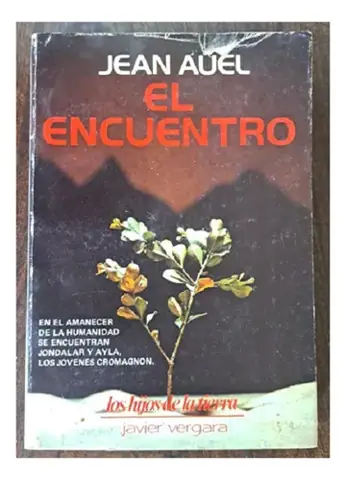 JEAN AUEL
EL
ENCUENTRO
EN EL AMANECER
DE LA HUMANIDAD
SE ENCUENTRAN
JONDALAR Y AYLA,
LOS JOVENES CROMAGNON.
los hijos de la tierra
javier vergara